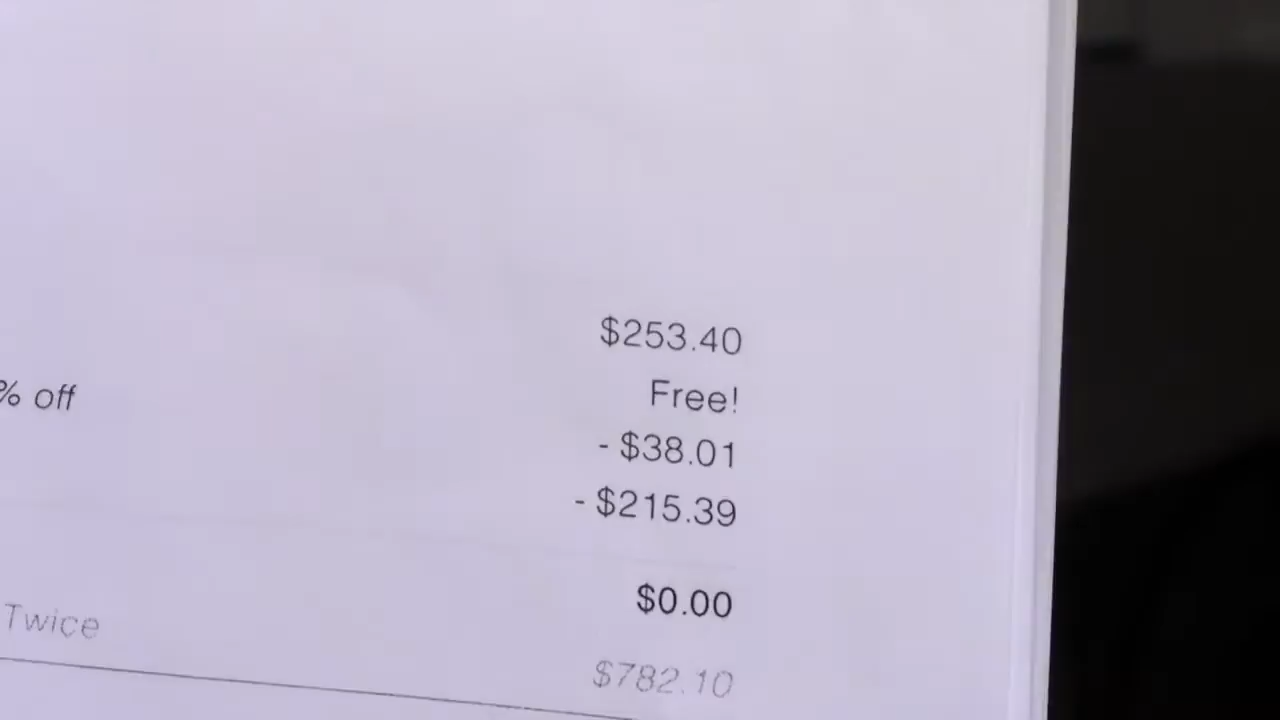 $253.40
Free!
% off
- $38.01
- $215.39
$0.00
Twice
$782.10